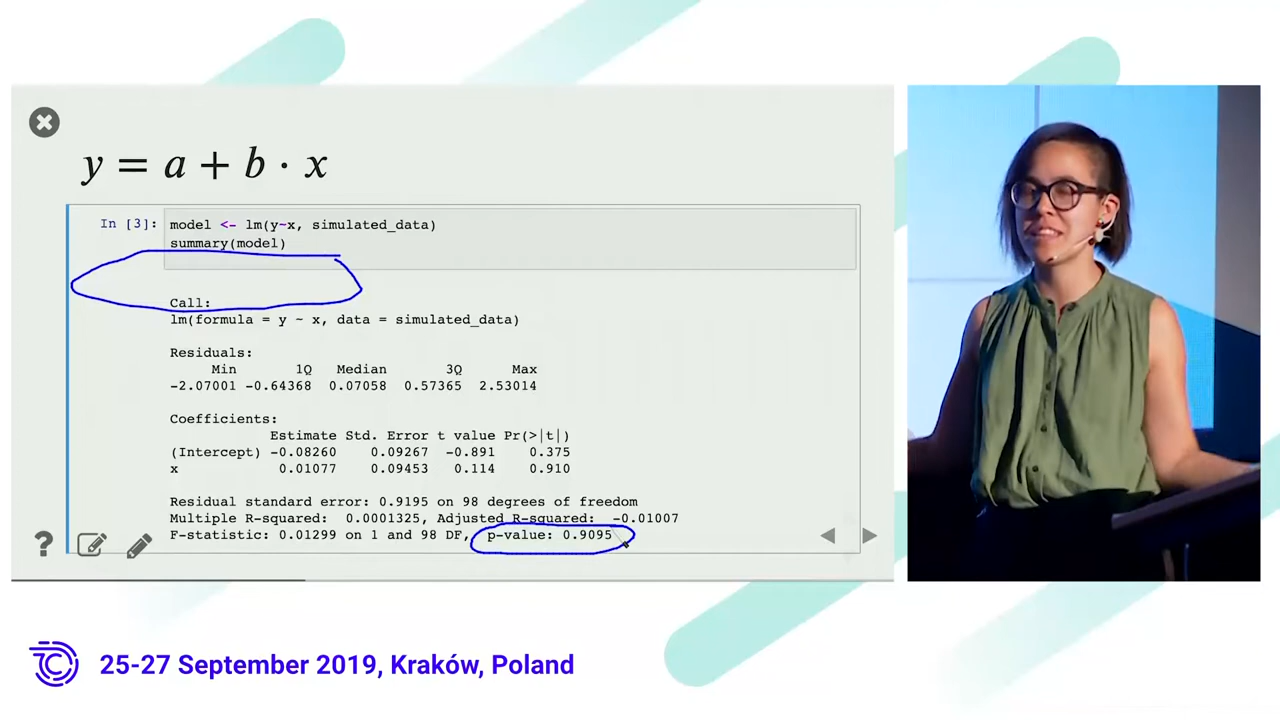 y = a + b · x
In [3]: model <- lm(y~x, simulated_data)
summary(model)
Call:
lm(formula = y ~ x, data = simulated_data)
Residuals:
Min 1Q Median 3Q Max
-2.07001 -0.64368 0.07058 0.57365 2.53014
Coefficients:
Estimate Std. Error t value Pr(>|t|)
(Intercept) -0.08260 0.09267 -0.891 0.375
x 0.01077 0.09453 0.114 0.910
Residual standard error: 0.9195 on 98 degrees of freedom
Multiple R-squared: 0.0001325, Adjusted R-squared: -0.01007
F-statistic: 0.01299 on 1 and 98 DF, p-value: 0.9095
?
25-27 September 2019, Kraków, Poland